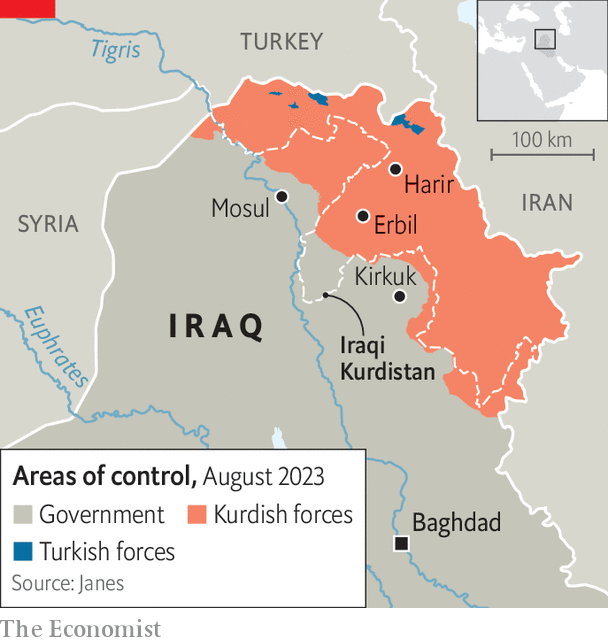 Tigris
TURKEY
100 km
Harir
IRAN
Mosul
Erbil
SYRIA
Kirkuk
Euphrates
IRAQ
Iraqi
Kurdistan
Areas of control, August 2023
Government
Kurdish forces
Turkish forces
Source: Janes
Baghdad
The Economist